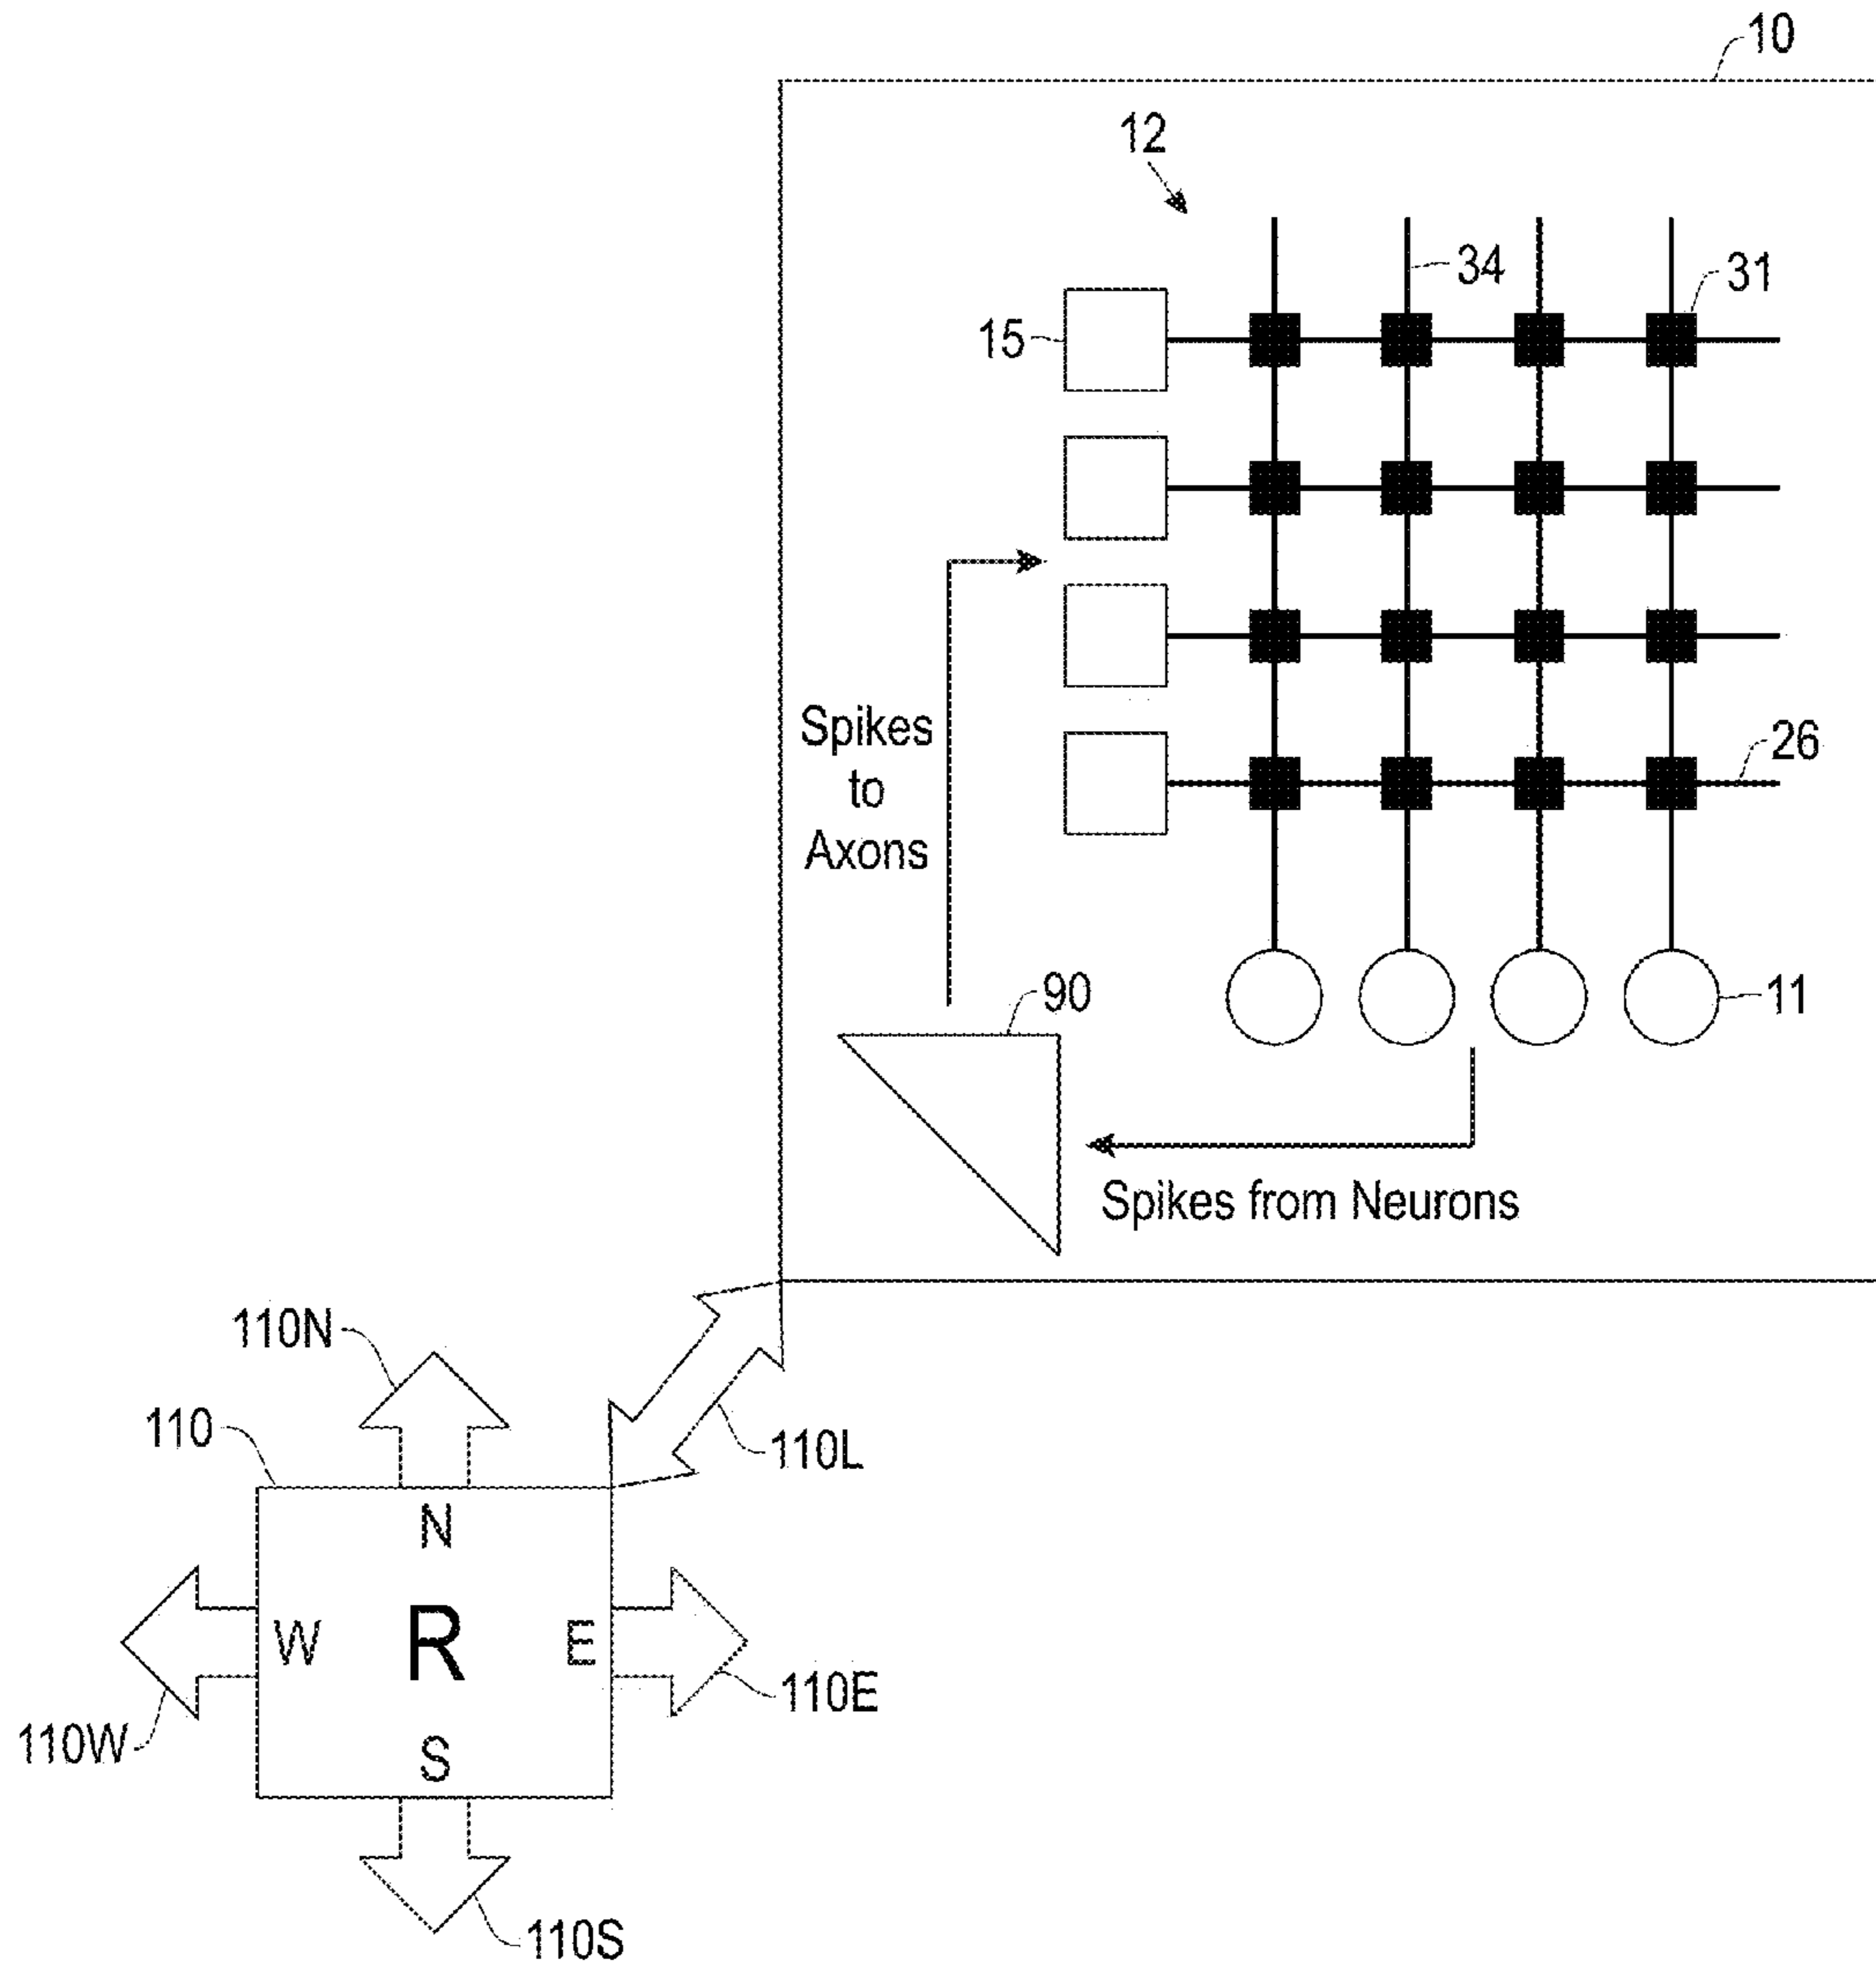 10
12
34
31
15
Spikes
to
Axons
26
90
11
Spikes from Neurons
110N
110
110L
N
W
R
E
110E
110W
S
110S